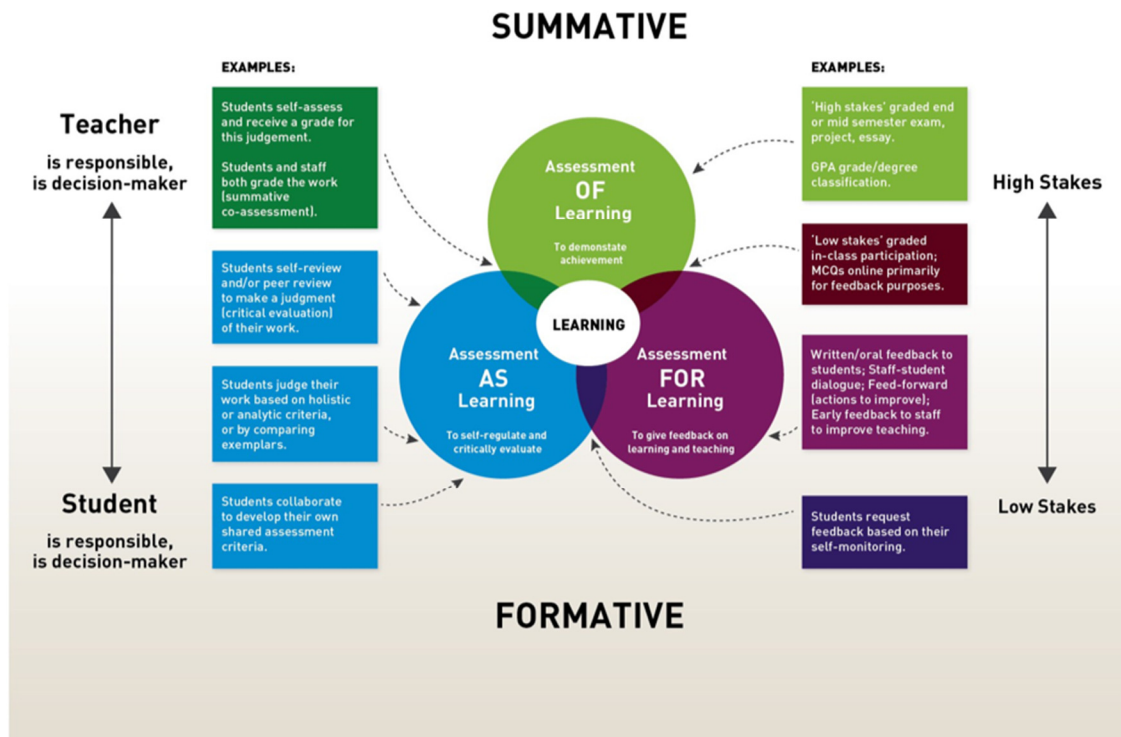 SUMMATIVE
Teacher
is responsible,
is decision-maker
Student
is responsible,
is decision-maker
EXAMPLES:
Students self-assess
and receive a grade for
this judgement.
Students and staff
both grade the work
(summative
co-assessment).
Students self-review
and/or peer review
to make a judgment
(critical evaluation)
of their work.
Students judge their
work based on holistic
or analytic criteria,
or by comparing
exemplars.
Students collaborate
to develop their own
shared assessment
criteria.
Assessment
OF
Learning
To demonstate
achievement
LEARNING
Assessment
AS
Learning
To self-regulate and
critically evaluate
Assessment
FOR
Learning
To give feedback on
learning and teaching
EXAMPLES:
'High stakes' graded end
or mid semester exam,
project, essay.
GPA grade/degree
classification.
'Low stakes' graded
in-class participation;
MCQs online primarily
for feedback purposes.
Written/oral feedback to
students; Staff-student
dialogue; Feed-forward
(actions to improve);
Early feedback to staff
to improve teaching.
Students request
feedback based on their
self-monitoring.
High Stakes
Low Stakes
FORMATIVE